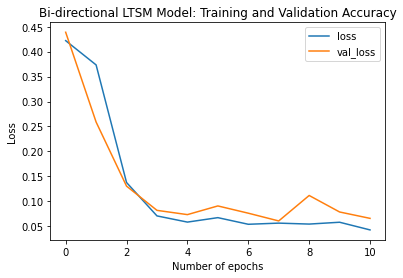 Bi-directional LTSM Model: Training and Validation Accuracy
loss
val_loss
Loss
0.45
0.40
0.35
0.30
0.25
0.20
0.15
0.10
0.05
0 2 4 6 8 10
Number of epochs